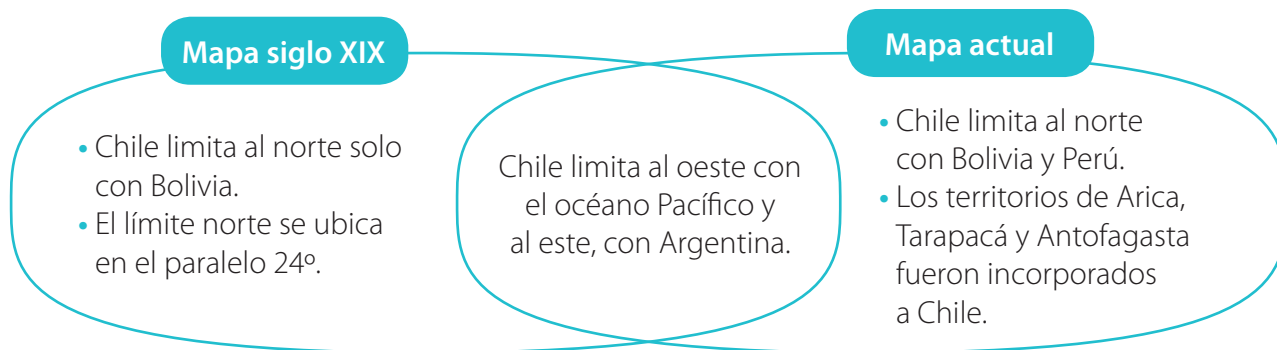 Mapa siglo XIX
• Chile limita al norte solo
con Bolivia.
• El límite norte se ubica
en el paralelo 24º.
Chile limita al oeste con
el océano Pacífico y
al este, con Argentina.
Mapa actual
• Chile limita al norte
con Bolivia y Perú.
• Los territorios de Arica,
Tarapacá y Antofagasta
fueron incorporados
a Chile.